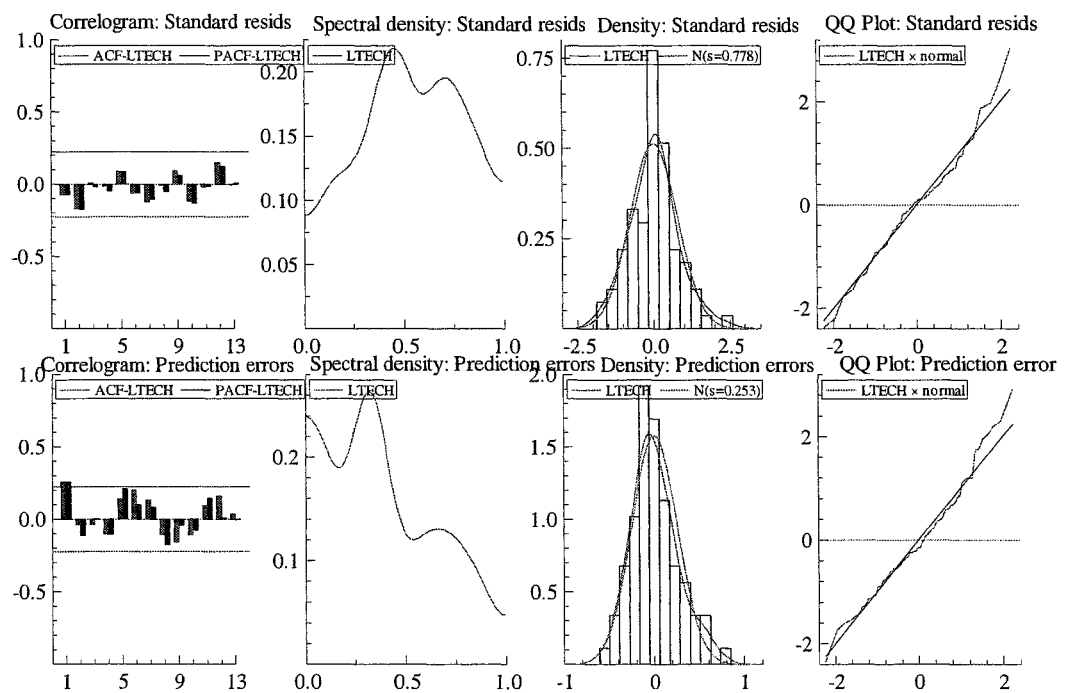 Correlogram: Standard resids
ACF-LTECH PACF-LTECH
1.0
0.5
0.0
-0.5
1 5 9 13
Spectral density: Standard resids
LTECH
0.20
0.15
0.10
0.05
0.0 0.5 1.0
Density: Standard resids
LTECH N(s=0.778)
0.75
0.50
0.25
-2.5 0.0 2.5
QQ Plot: Standard resids
LTECH × normal
2
0
-2
-2 0 2
Correlogram: Prediction errors
ACF-LTECH PACF-LTECH
1.0
0.5
0.0
-0.5
1 5 9 13
Spectral density: Prediction errors
LTECH
0.2
0.1
0.0 0.5 1.0
Density: Prediction errors
LTECH N(s=0.253)
2.0
1.5
1.0
0.5
-1 0 1
QQ Plot: Prediction error
LTECH × normal
2
0
-2
-2 0 2